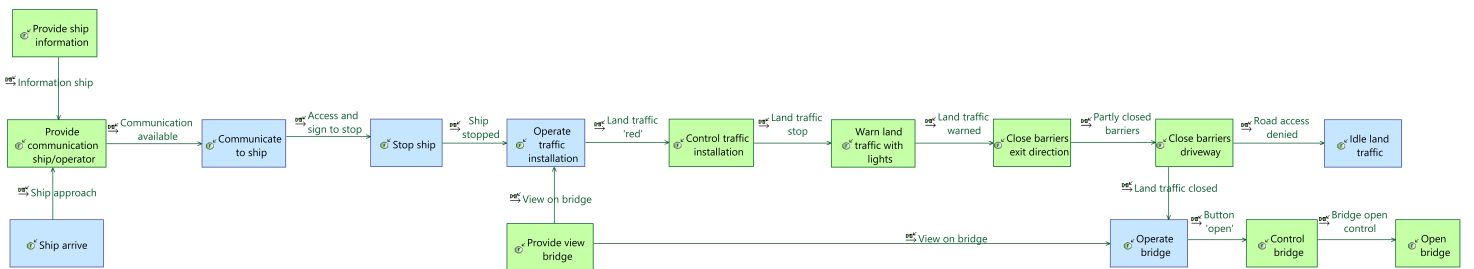 Provide ship
information
Information ship
Provide
communication
ship/operator
Communication
available
Communicate
to ship
Access and
sign to stop
Stop ship
Ship
stopped
Operate
traffic
installation
Land traffic
'red'
Control traffic
installation
Land traffic
stop
Warn land
traffic with
lights
Land traffic
warned
Close barriers
exit direction
Partly closed
barriers
Close barriers
driveway
Road access
denied
Idle land
traffic
Ship approach
Ship arrive
View on bridge
Provide view
bridge
View on bridge
Land traffic closed
Operate
bridge
Button
'open'
Control
bridge
Bridge open
control
Open
bridge